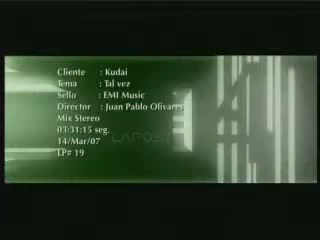 Cliente : Kudai
Tema : Tal vez
Sello : EMI Music
Director : Juan Pablo Olivares
Mix Stereo
03:31:15 seg.
14/Mar/07
LP# 19